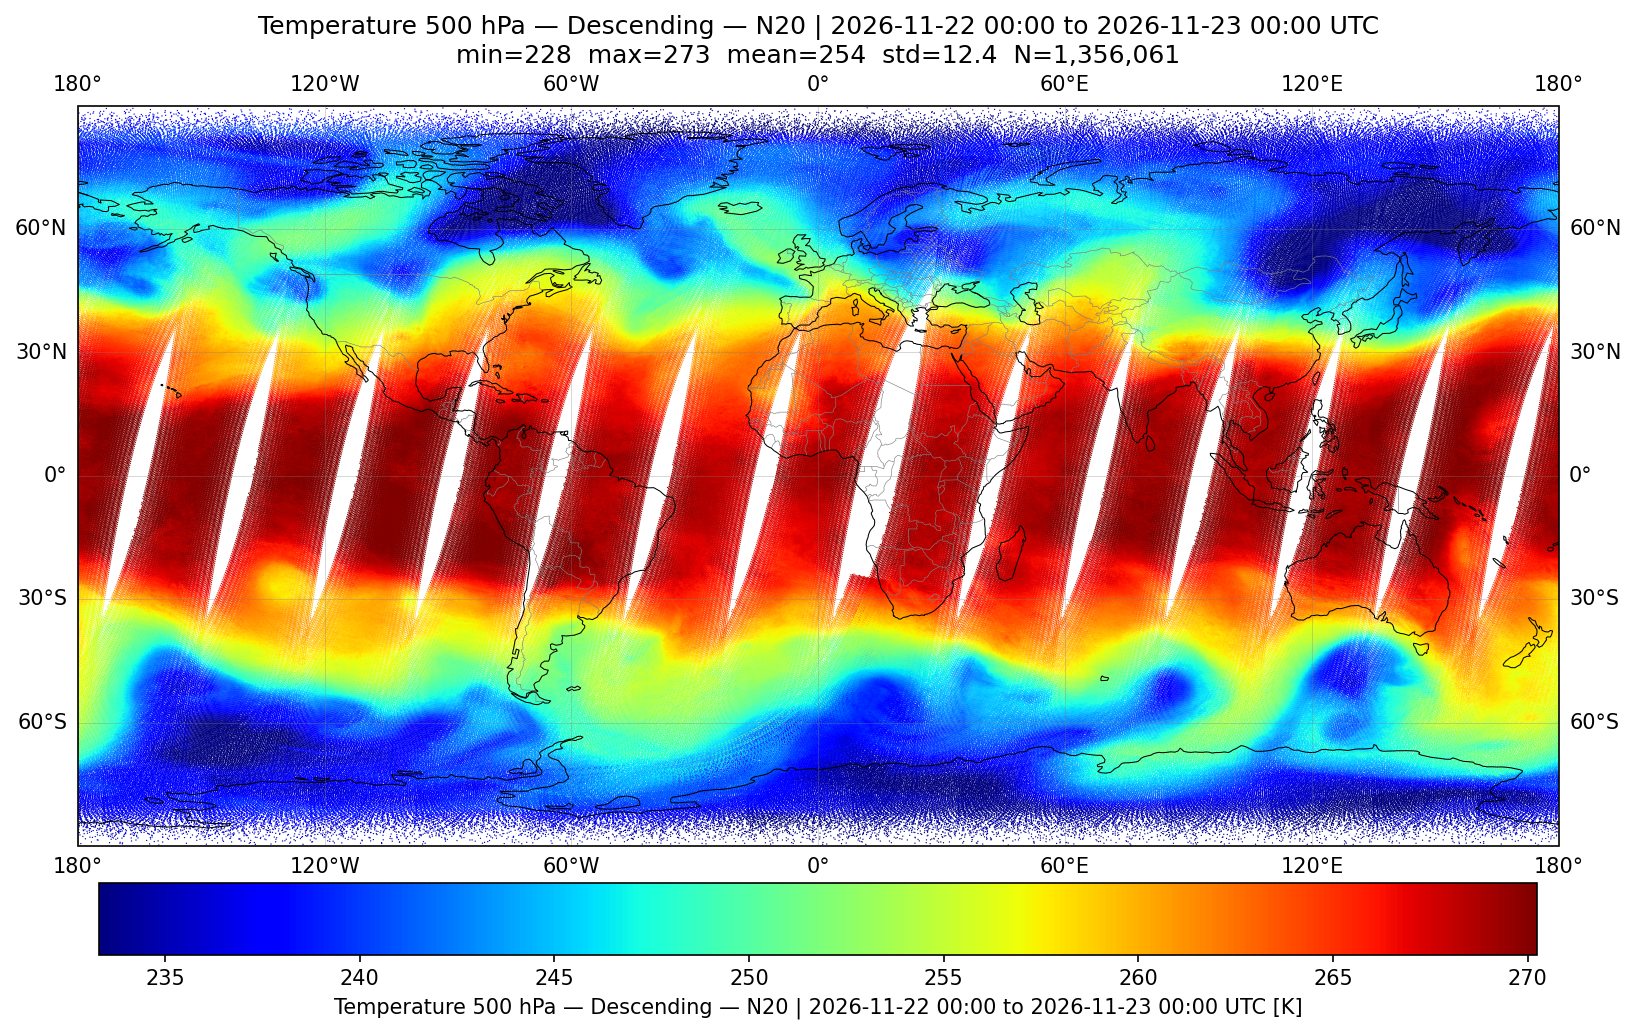 Temperature 500 hPa — Descending — N20 | 2026-11-22 00:00 to 2026-11-23 00:00 UTC
min=228  max=273  mean=254  std=12.4  N=1,356,061
180° 120°W 60°W 0° 60°E 120°E 180°
60°N 60°N
30°N 30°N
0° 0°
30°S 30°S
60°S 60°S
180° 120°W 60°W 0° 60°E 120°E 180°
235 240 245 250 255 260 265 270
Temperature 500 hPa — Descending — N20 | 2026-11-22 00:00 to 2026-11-23 00:00 UTC [K]